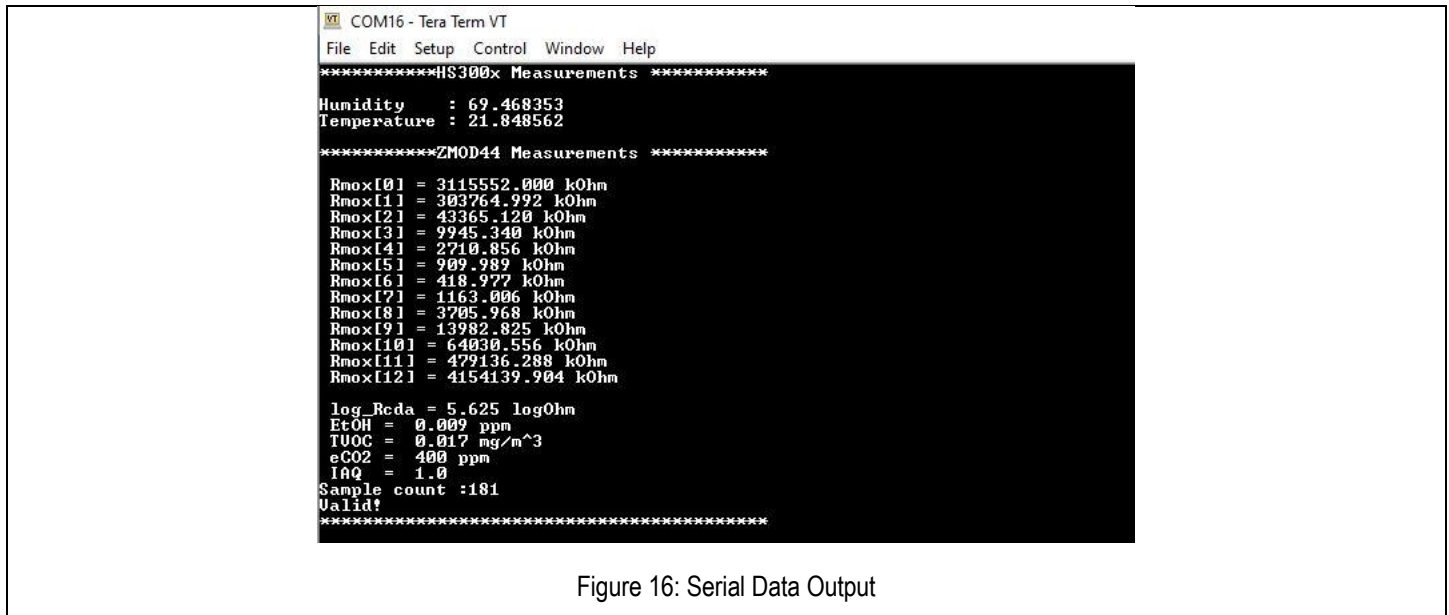 COM16 - Tera Term VT
File Edit Setup Control Window Help
***********HS300x Measurements ***********
Humidity : 69.468353
Temperature : 21.848562
***********ZMOD44 Measurements ***********
Rmox[0] = 3115552.000 kOhm
Rmox[1] = 303764.992 kOhm
Rmox[2] = 43365.120 kOhm
Rmox[3] = 9945.340 kOhm
Rmox[4] = 2710.856 kOhm
Rmox[5] = 909.989 kOhm
Rmox[6] = 418.977 kOhm
Rmox[7] = 1163.006 kOhm
Rmox[8] = 3705.968 kOhm
Rmox[9] = 13982.825 kOhm
Rmox[10] = 64030.556 kOhm
Rmox[11] = 479136.288 kOhm
Rmox[12] = 4154139.904 kOhm
log_Rcda = 5.625 logOhm
EtOH = 0.009 ppm
TVOC = 0.017 mg/m^3
eCO2 = 400 ppm
IAQ = 1.0
Sample count :181
Valid!
******************************************
Figure 16: Serial Data Output